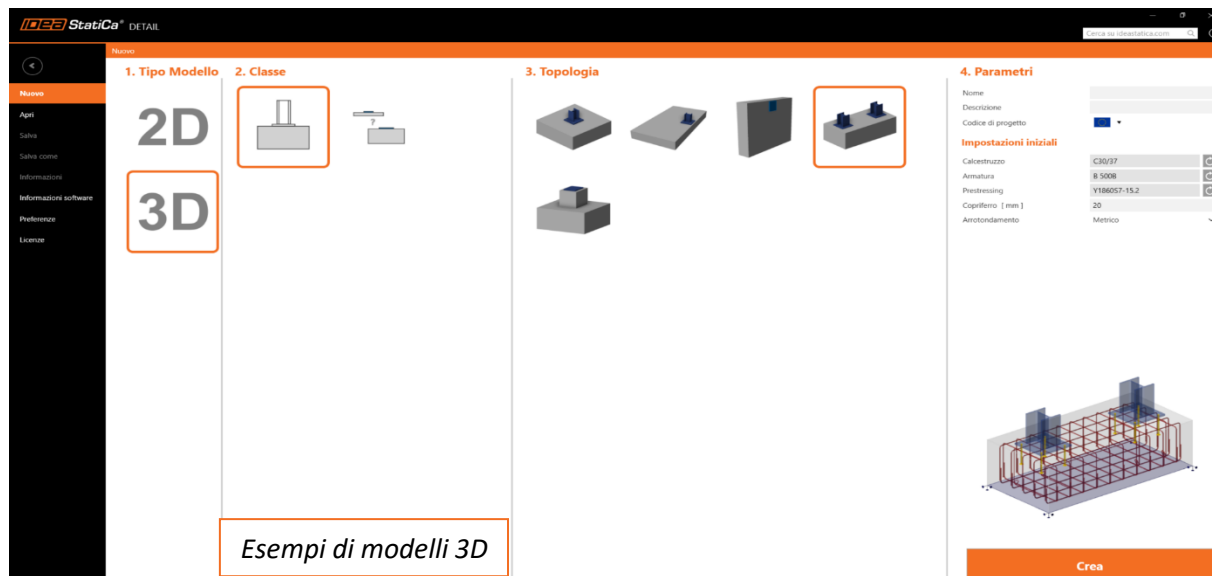 IDEA StatiCa® DETAIL
Cerca su ideastatica.com
Nuovo
Nuovo
Apri
Salva
Salva come
Informazioni
Informazioni software
Preferenze
Licenze
1. Tipo Modello
2D
3D
2. Classe
?
3. Topologia
4. Parametri
Nome
Descrizione
Codice di progetto
Impostazioni iniziali
Calcestruzzo C30/37
Armatura B 500B
Prestressing Y1860S7-15.2
Copriferro [ mm ] 20
Arrotondamento Metrico
Esempi di modelli 3D
Crea